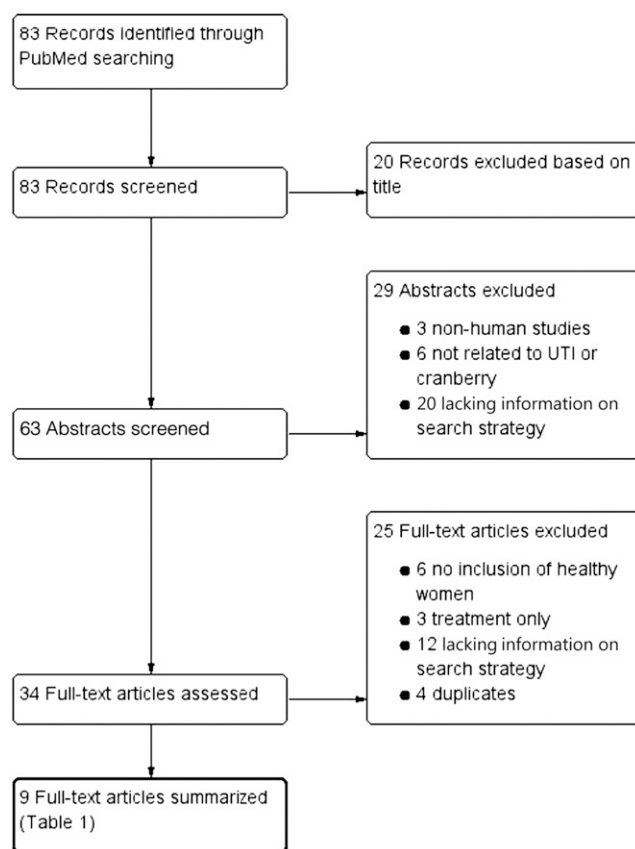 83 Records identified through
PubMed searching
83 Records screened
20 Records excluded based on
title
29 Abstracts excluded
● 3 non-human studies
● 6 not related to UTI or
cranberry
● 20 lacking information on
search strategy
63 Abstracts screened
25 Full-text articles excluded
● 6 no inclusion of healthy
women
● 3 treatment only
● 12 lacking information on
search strategy
● 4 duplicates
34 Full-text articles assessed
9 Full-text articles summarized
(Table 1)